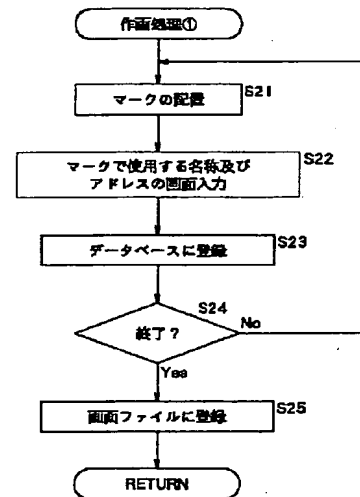 作画処理①
マークの配置
S21
マークで使用する名称及び
アドレスの画面入力
S22
データベースに登録
S23
終了?
S24
No
Yes
画面ファイルに登録
S25
RETURN